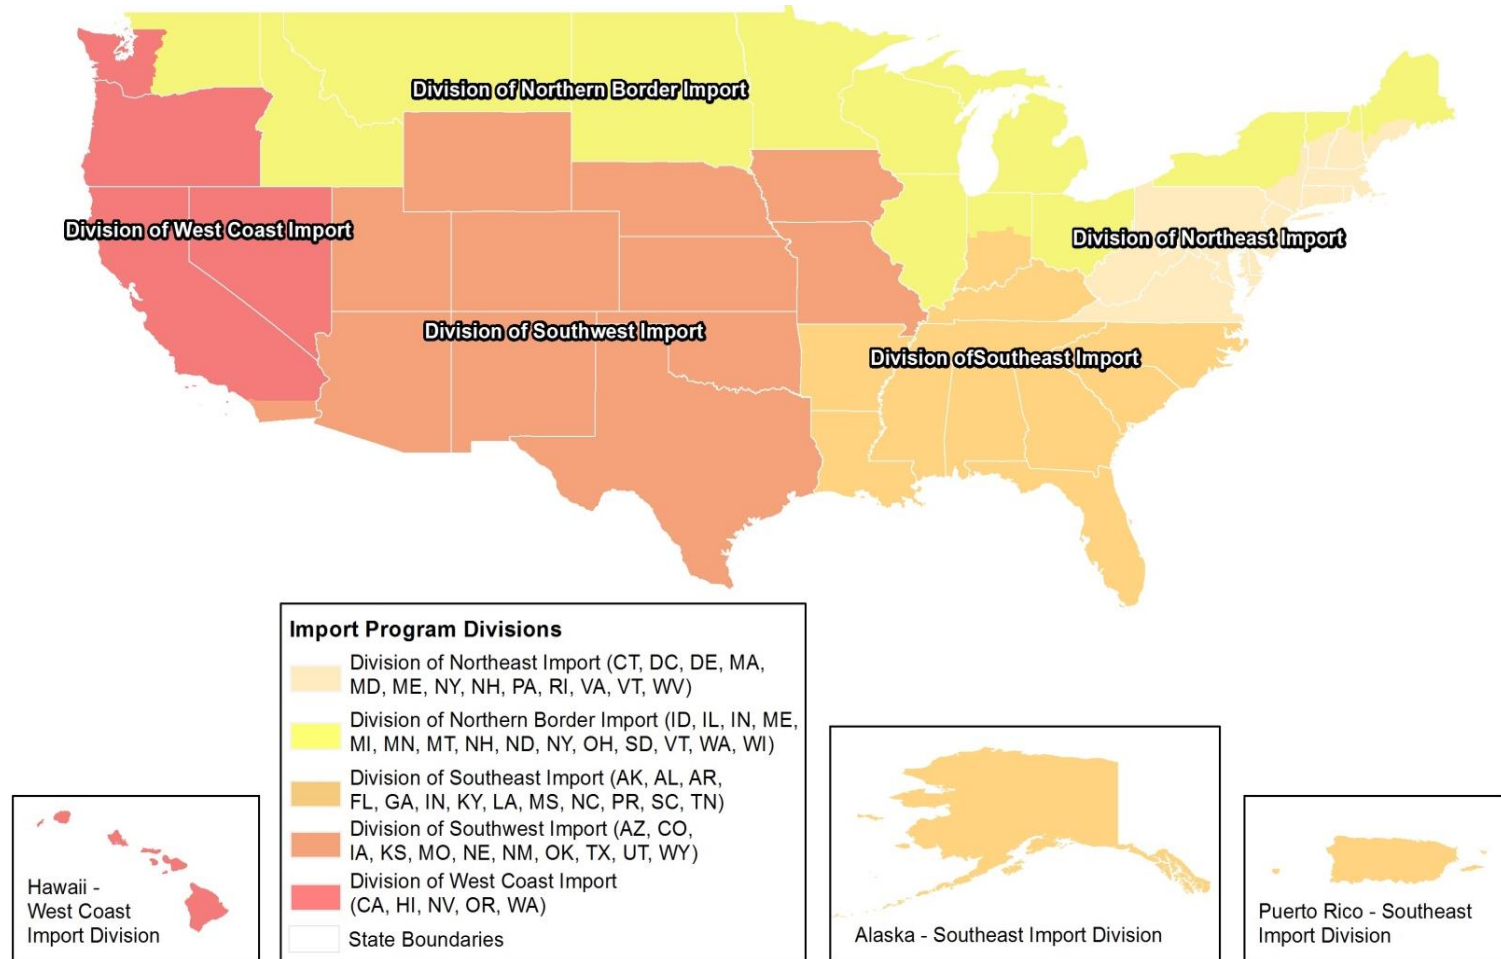 Division of Northern Border Import
Division of West Coast Import
Division of Northeast Import
Division of Southwest Import
Division ofSoutheast Import
Import Program Divisions
Division of Northeast Import (CT, DC, DE, MA,
MD, ME, NY, NH, PA, RI, VA, VT, WV)
Division of Northern Border Import (ID, IL, IN, ME,
MI, MN, MT, NH, ND, NY, OH, SD, VT, WA, WI)
Division of Southeast Import (AK, AL, AR,
FL, GA, IN, KY, LA, MS, NC, PR, SC, TN)
Division of Southwest Import (AZ, CO,
IA, KS, MO, NE, NM, OK, TX, UT, WY)
Division of West Coast Import
(CA, HI, NV, OR, WA)
State Boundaries
Hawaii -
West Coast
Import Division
Alaska - Southeast Import Division
Puerto Rico - Southeast
Import Division